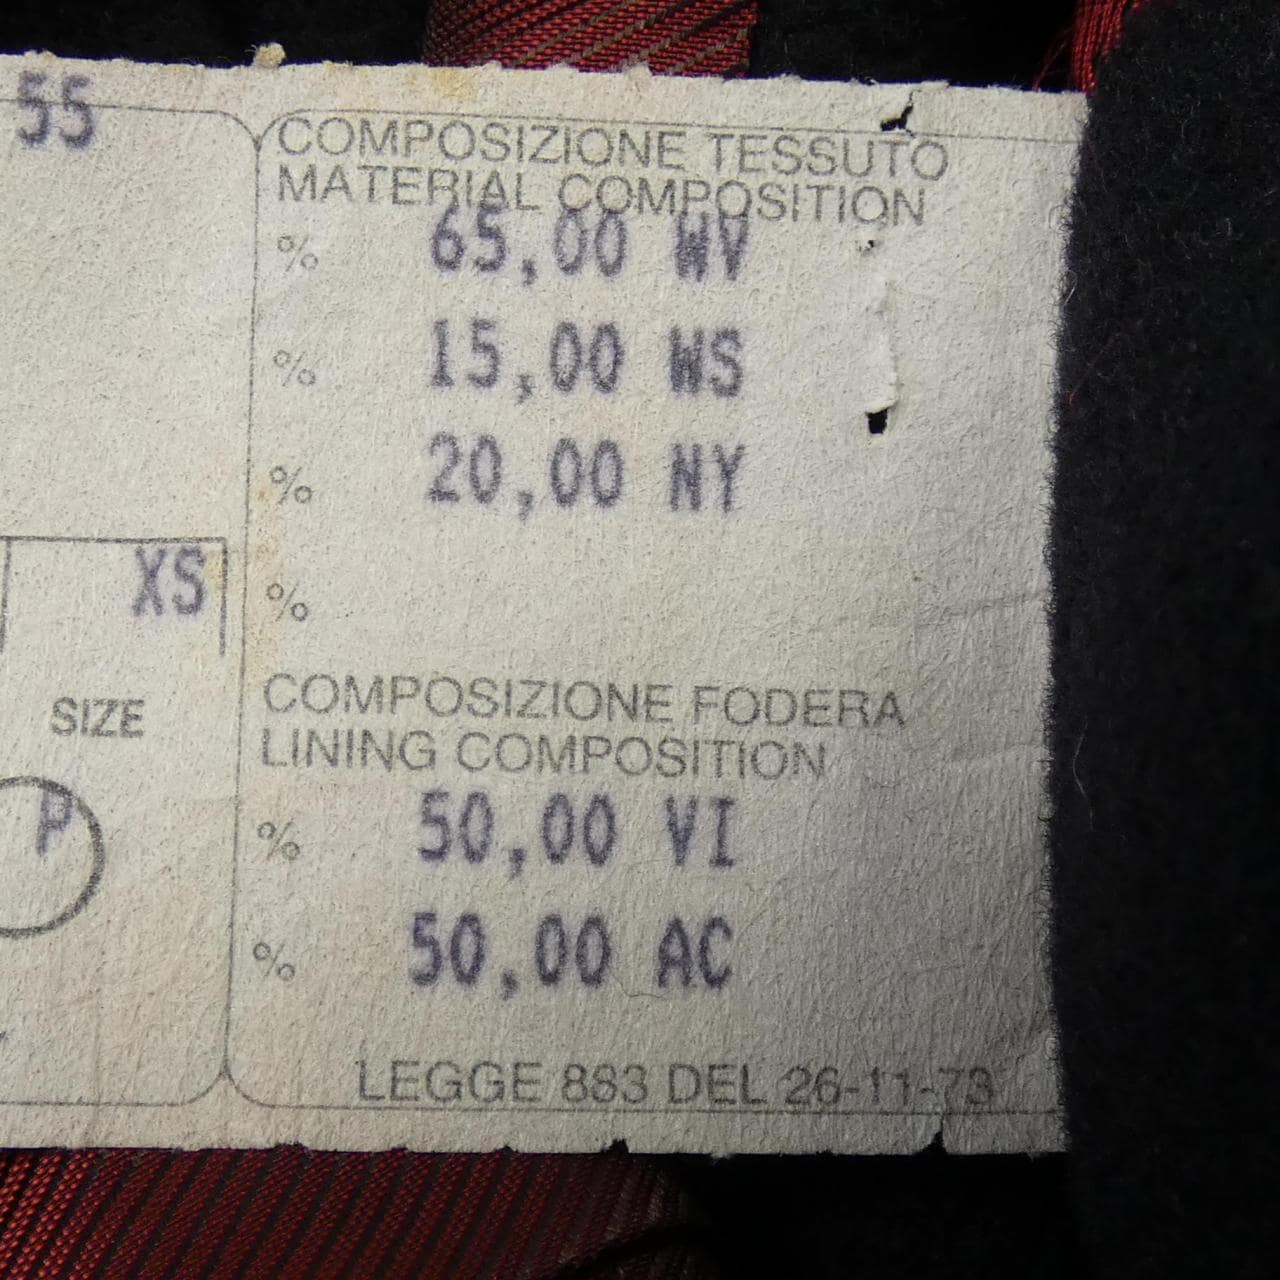 55
COMPOSIZIONE TESSUTO
MATERIAL COMPOSITION
% 65,00 WV
% 15,00 WS
% 20,00 NY
%
XS
SIZE
P
COMPOSIZIONE FODERA
LINING COMPOSITION
% 50,00 VI
% 50,00 AC
LEGGE 883 DEL 26-11-73